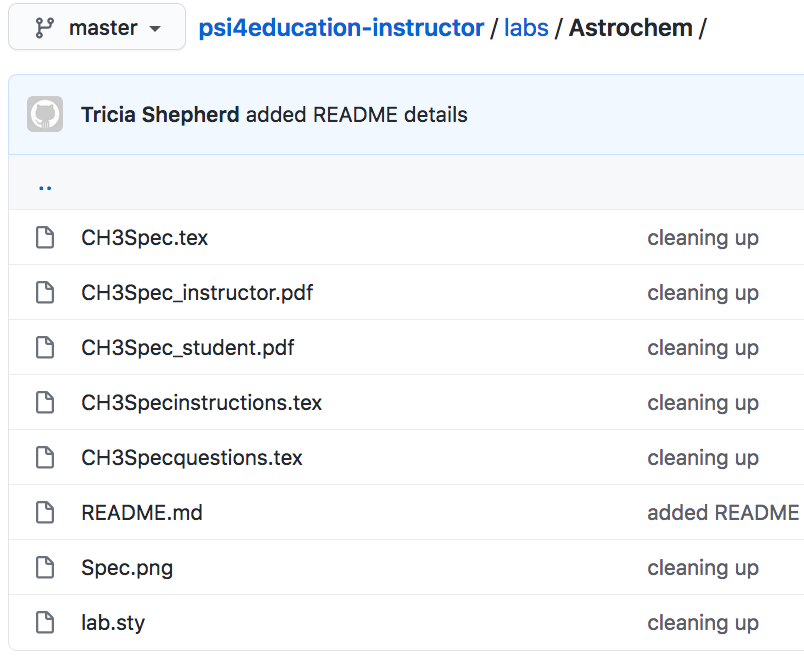 master psi4education-instructor / labs / Astrochem /
Tricia Shepherd added README details
..
CH3Spec.tex cleaning up
CH3Spec_instructor.pdf cleaning up
CH3Spec_student.pdf cleaning up
CH3Specinstructions.tex cleaning up
CH3Specquestions.tex cleaning up
README.md added README
Spec.png cleaning up
lab.sty cleaning up